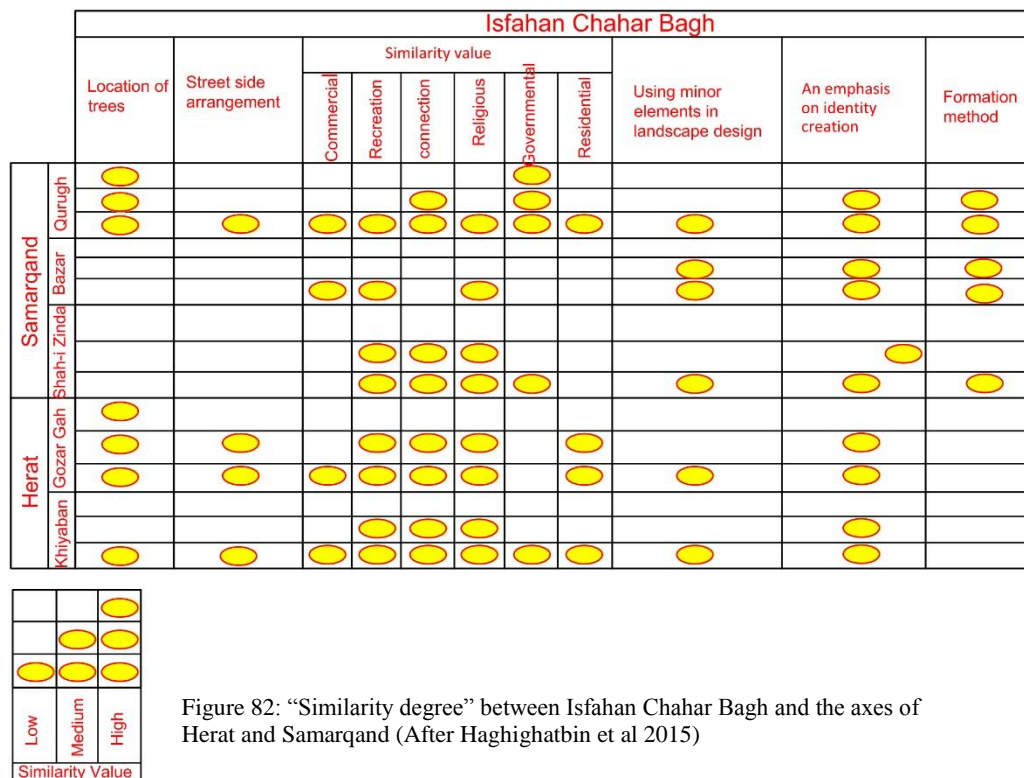 Isfahan Chahar Bagh
Location of
trees
Street side
arrangement
Similarity value
Commercial
Recreation
connection
Religious
Governmental
Residential
Using minor
elements in
landscape design
An emphasis
on identity
creation
Formation
method
Samarqand
Qurugh
Bazar
Shah-i Zinda
Herat
Gozar Gah
Khiyaban
Low
Medium
High
Similarity Value
Figure 82: “Similarity degree” between Isfahan Chahar Bagh and the axes of
Herat and Samarqand (After Haghighatbin et al 2015)